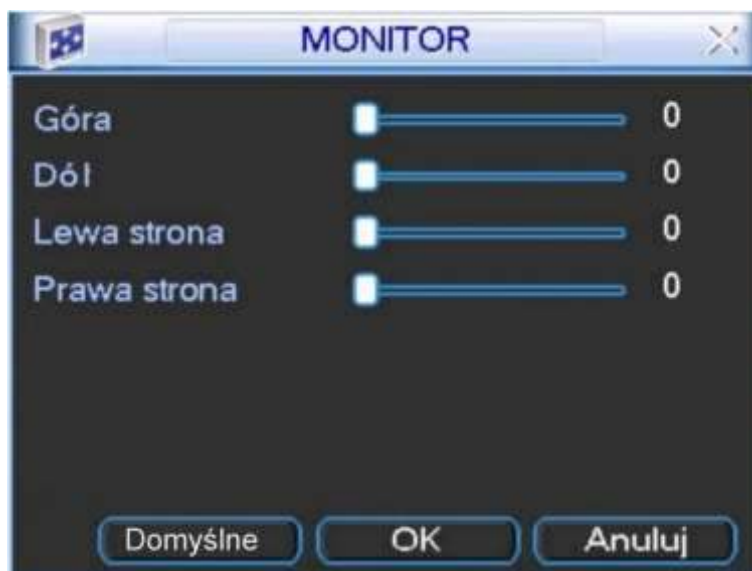 MONITOR
Góra 0
Dół 0
Lewa strona 0
Prawa strona 0
Domyślne OK Anuluj